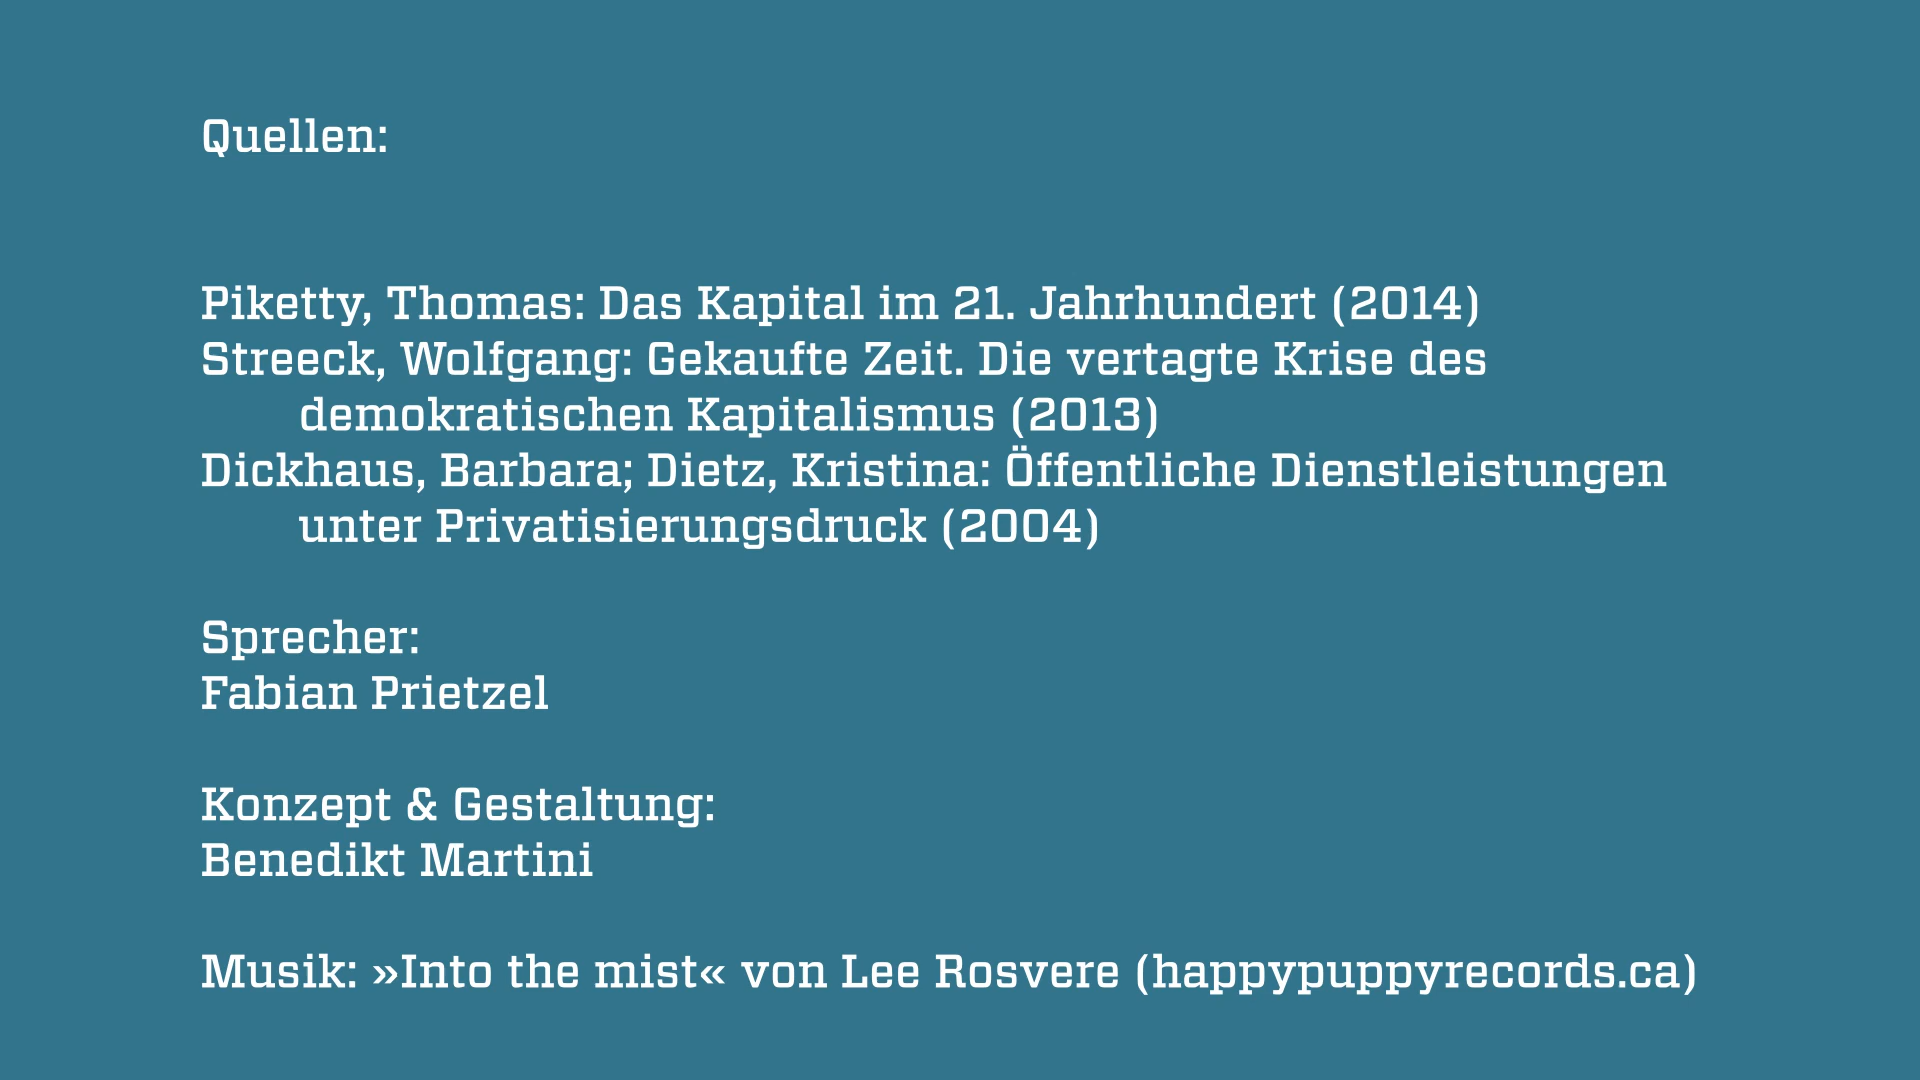 Quellen:
Piketty, Thomas: Das Kapital im 21. Jahrhundert (2014)
Streeck, Wolfgang: Gekaufte Zeit. Die vertagte Krise des
demokratischen Kapitalismus (2013)
Dickhaus, Barbara; Dietz, Kristina: Öffentliche Dienstleistungen
unter Privatisierungsdruck (2004)
Sprecher:
Fabian Prietzel
Konzept & Gestaltung:
Benedikt Martini
Musik: »Into the mist« von Lee Rosvere (happypuppyrecords.ca)